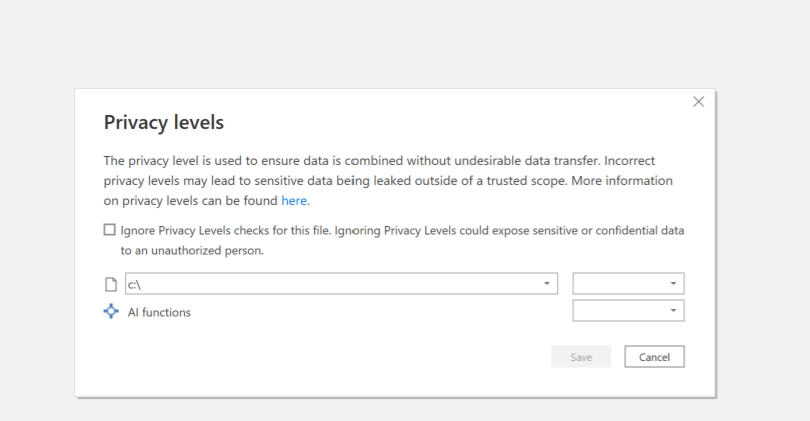 Privacy levels
The privacy level is used to ensure data is combined without undesirable data transfer. Incorrect
privacy levels may lead to sensitive data being leaked outside of a trusted scope. More information
on privacy levels can be found here.
Ignore Privacy Levels checks for this file. Ignoring Privacy Levels could expose sensitive or confidential data
to an unauthorized person.
c:\
AI functions
Save Cancel